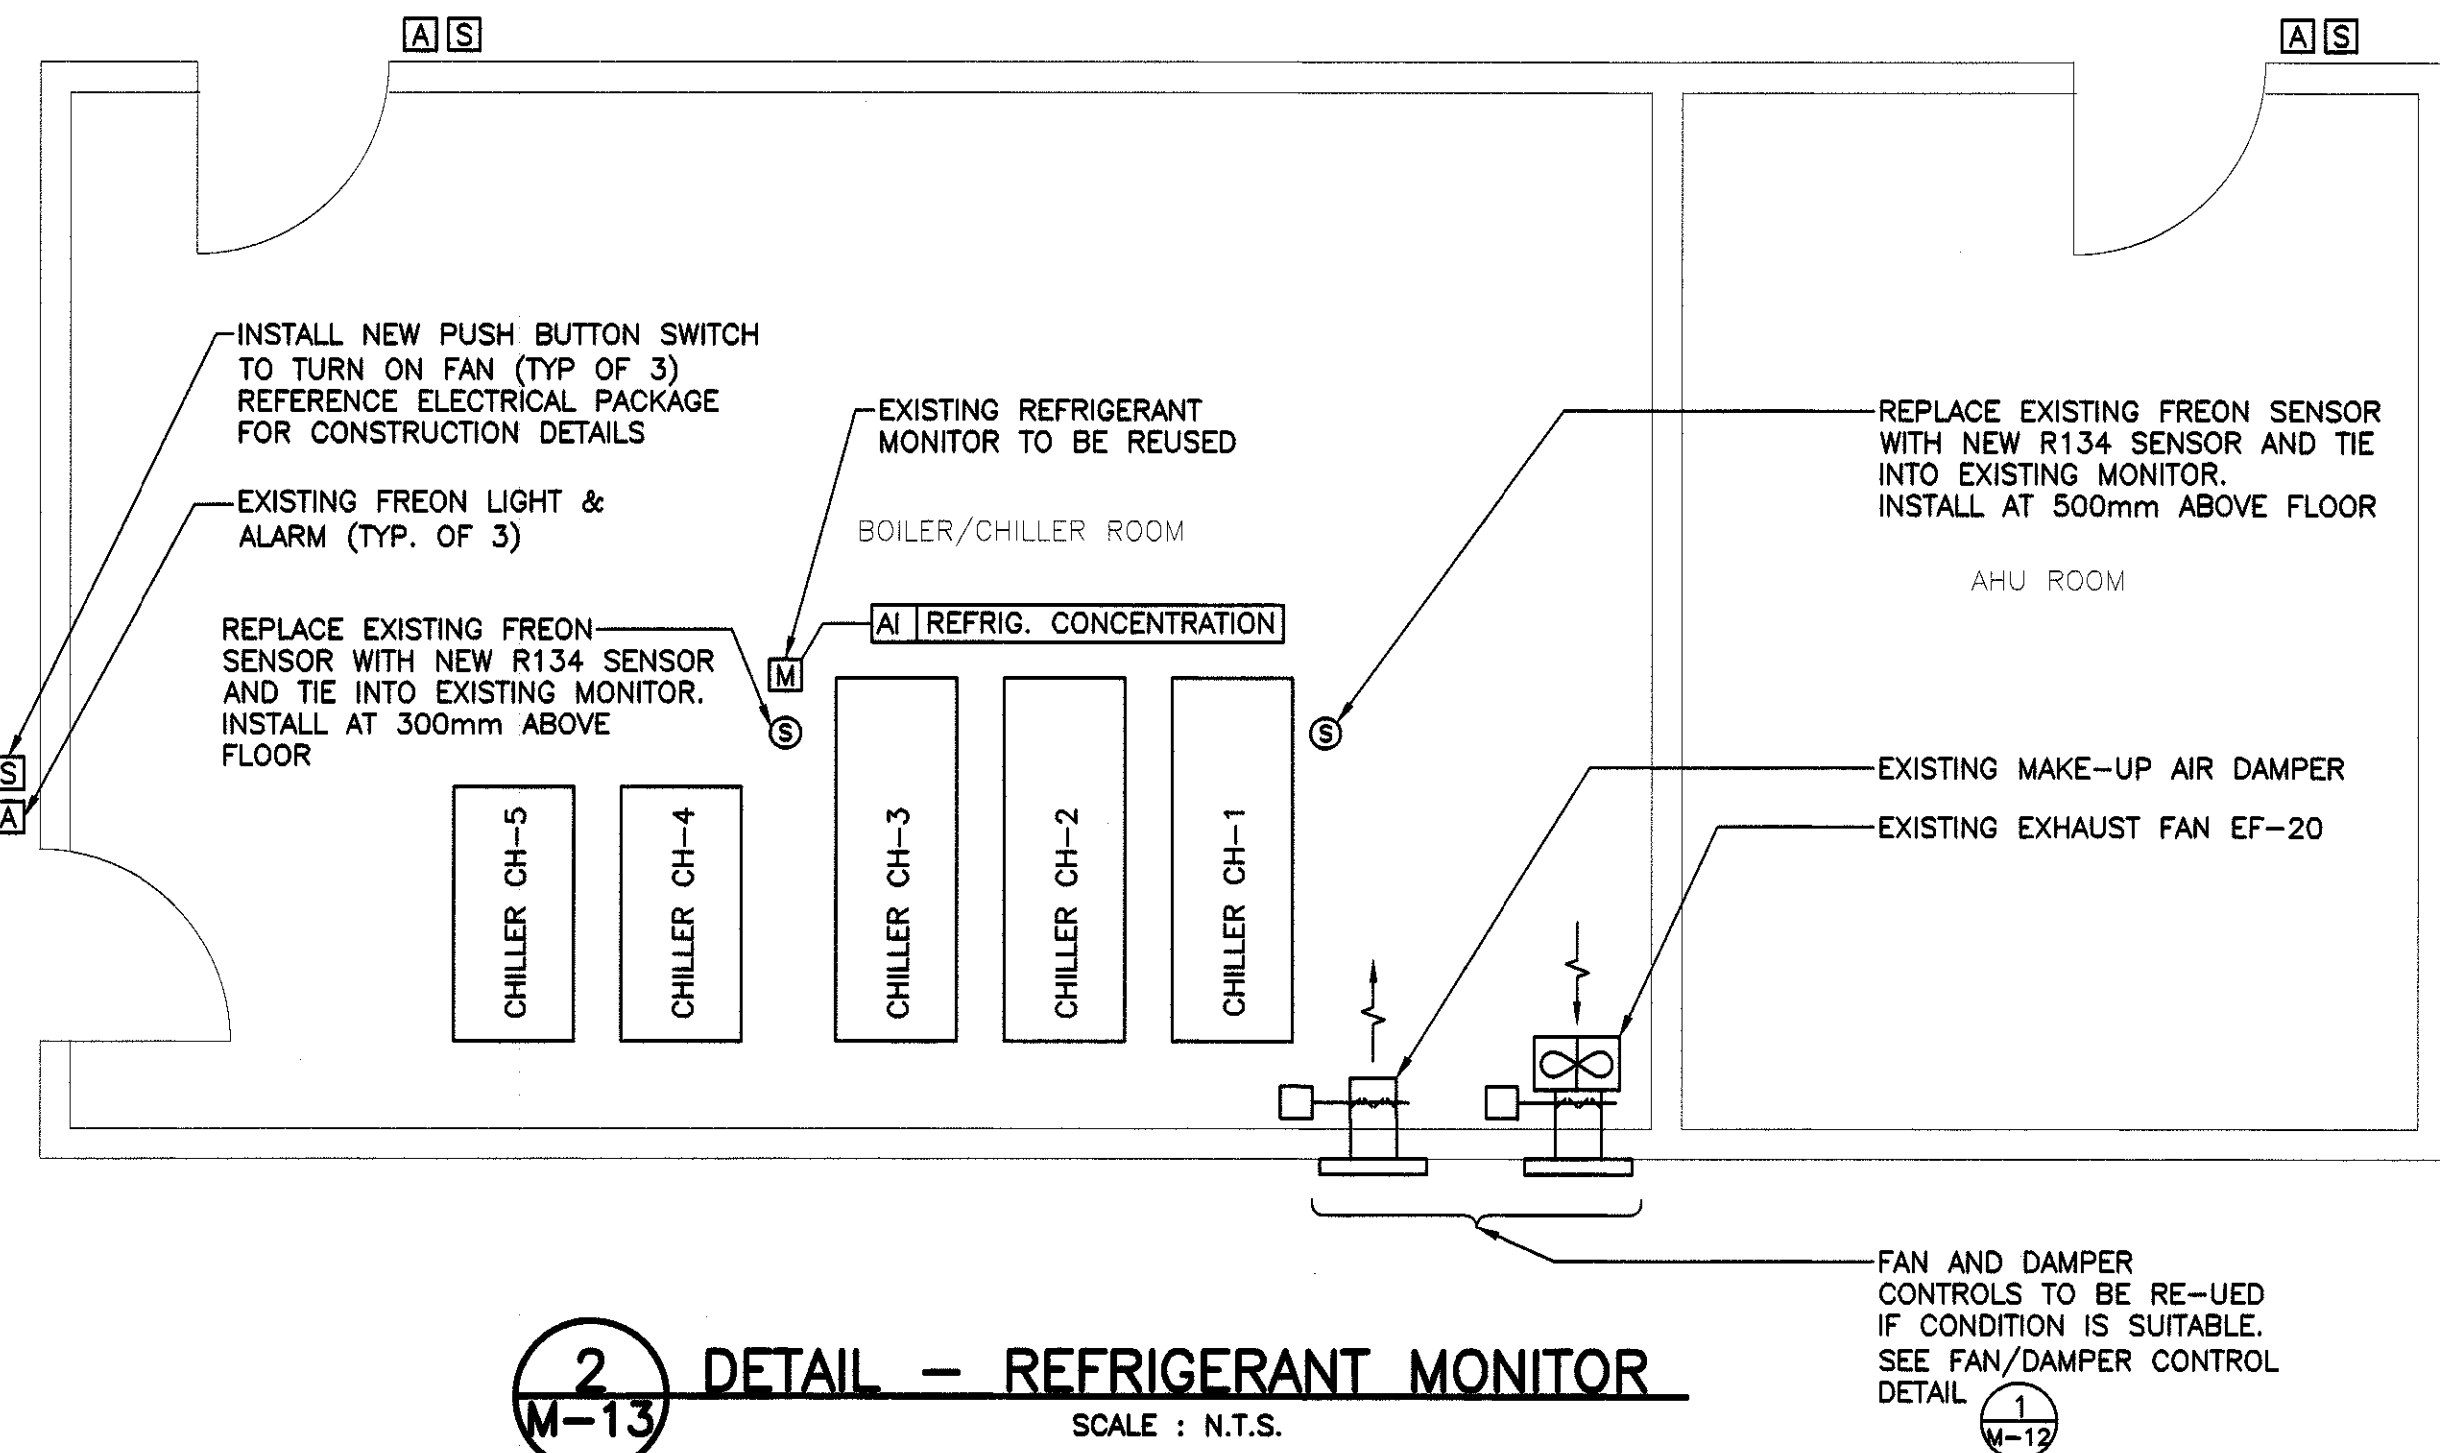 A S
A S
INSTALL NEW PUSH BUTTON SWITCH
TO TURN ON FAN (TYP OF 3)
REFERENCE ELECTRICAL PACKAGE
FOR CONSTRUCTION DETAILS
EXISTING FREON LIGHT &
ALARM (TYP. OF 3)
REPLACE EXISTING FREON
SENSOR WITH NEW R134 SENSOR
AND TIE INTO EXISTING MONITOR.
INSTALL AT 300mm ABOVE
FLOOR
S
A
EXISTING REFRIGERANT
MONITOR TO BE REUSED
BOILER/CHILLER ROOM
AI REFRIG. CONCENTRATION
M
S
S
CHILLER CH-5
CHILLER CH-4
CHILLER CH-3
CHILLER CH-2
CHILLER CH-1
REPLACE EXISTING FREON SENSOR
WITH NEW R134 SENSOR AND TIE
INTO EXISTING MONITOR.
INSTALL AT 500mm ABOVE FLOOR
AHU ROOM
EXISTING MAKE-UP AIR DAMPER
EXISTING EXHAUST FAN EF-20
FAN AND DAMPER
CONTROLS TO BE RE-UED
IF CONDITION IS SUITABLE.
SEE FAN/DAMPER CONTROL
DETAIL
1
M-12
2
M-13
DETAIL - REFRIGERANT MONITOR
SCALE : N.T.S.